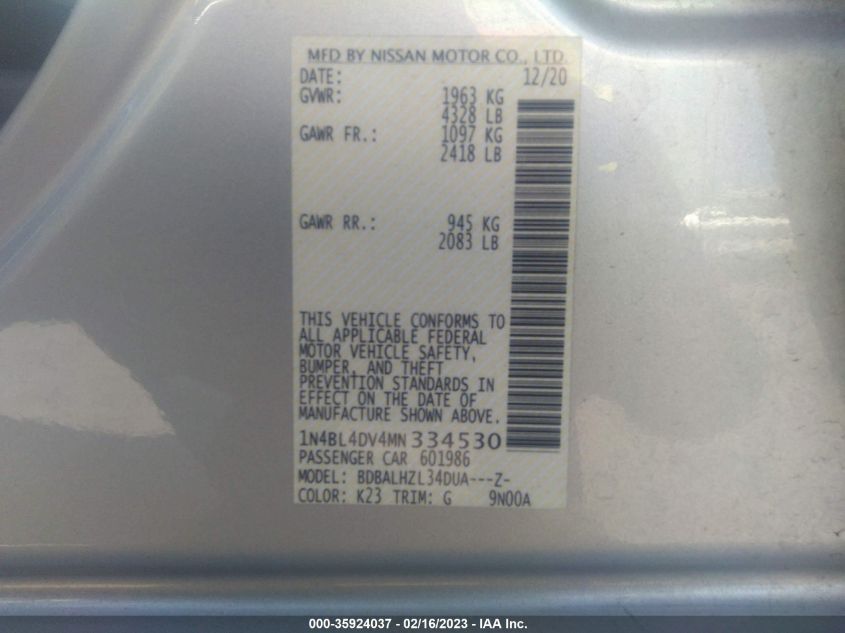 MFD BY NISSAN MOTOR CO., LTD.
DATE: 12/20
GVWR: 1963 KG
4328 LB
GAWR FR.: 1097 KG
2418 LB
GAWR RR.: 945 KG
2083 LB
THIS VEHICLE CONFORMS TO
ALL APPLICABLE FEDERAL
MOTOR VEHICLE SAFETY,
BUMPER, AND THEFT
PREVENTION STANDARDS IN
EFFECT ON THE DATE OF
MANUFACTURE SHOWN ABOVE.
1N4BL4DV4MN334530
PASSENGER CAR 601986
MODEL: BDBALHZL34DUA---Z-
COLOR: K23 TRIM: G 9N00A
000-35924037 - 02/16/2023 - IAA Inc.